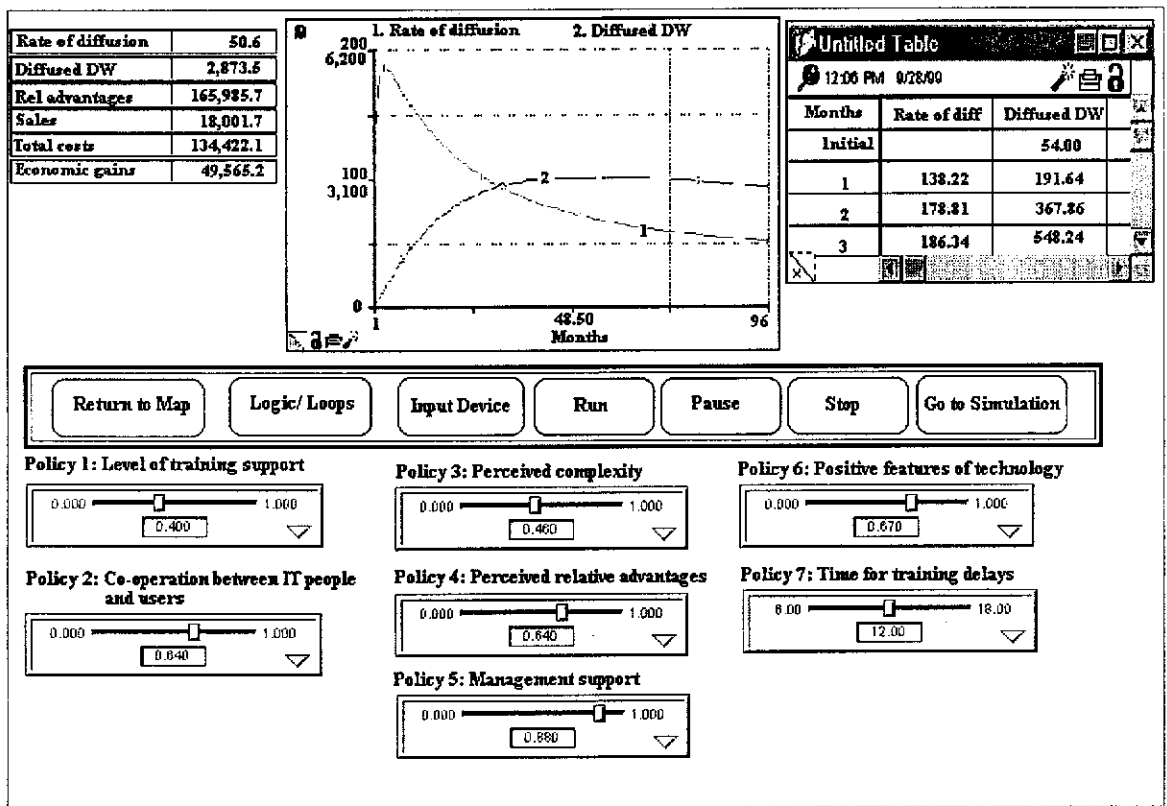 Rate of diffusion 50.6
Diffused DW 2,873.5
Rel advantages 165,985.7
Sales 18,001.7
Total costs 134,422.1
Economic gains 49,565.2
1. Rate of diffusion 2. Diffused DW
200
6,200
100
3,100
0
2
1
1 48.50 96
Months
Untitled Table
12:06 PM 9/28/99
Months Rate of diff Diffused DW
Initial 54.00
1 138.22 191.64
2 178.81 367.86
3 186.34 548.24
Return to Map Logic/ Loops Input Device Run Pause Stop Go to Simulation
Policy 1: Level of training support
0.000 1.000
0.400
Policy 2: Co-operation between IT people
and users
0.000 1.000
0.640
Policy 3: Perceived complexity
0.000 1.000
0.460
Policy 4: Perceived relative advantages
0.000 1.000
0.640
Policy 5: Management support
0.000 1.000
0.880
Policy 6: Positive features of technology
0.000 1.000
0.670
Policy 7: Time for training delays
6.00 18.00
12.00